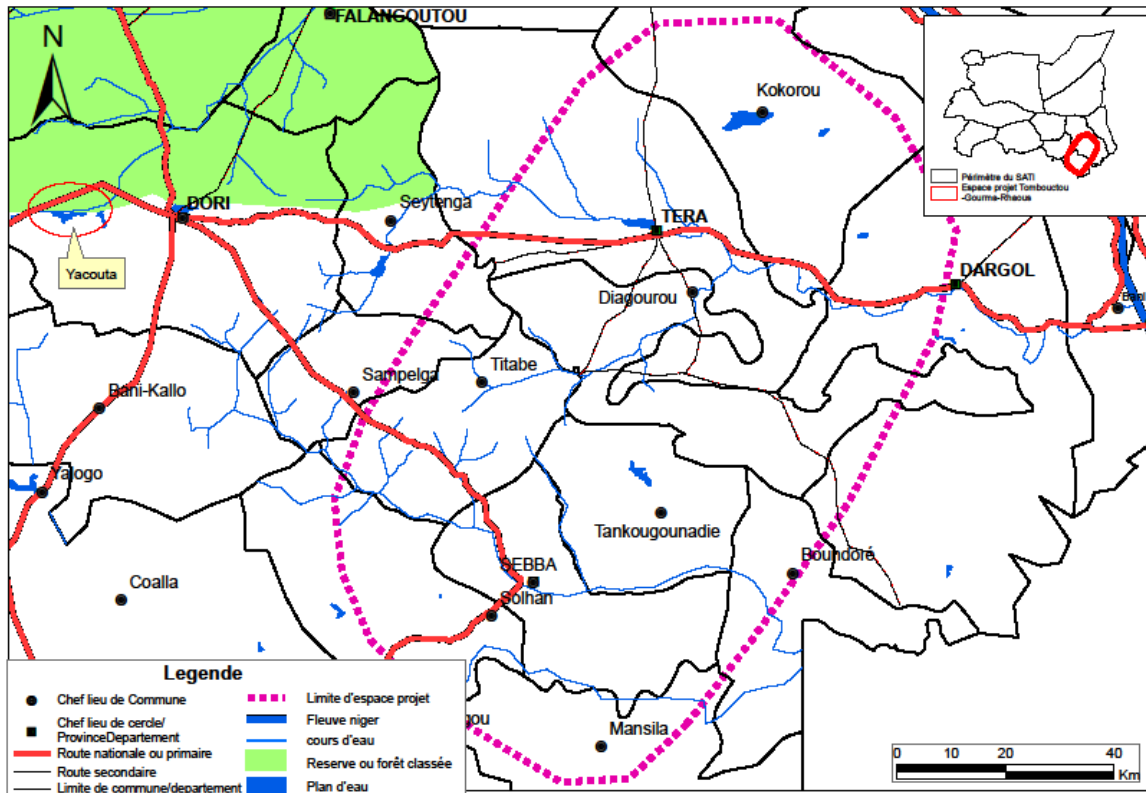 FALANGOUTOU
N
Kokorou
Périmètre du SATI
Espace projet Tombouctou
-Gourma-Rhaous
DORI
Seytenga
TERA
Yacouta
DARGOL
Diagourou
Titabe
Sampelga
Bani-Kallo
Yalogo
Tankougounadie
Boundoré
SEBBA
Coalla
Solhan
Mansila
Legende
Chef lieu de Commune
Chef lieu de cercle/
ProvinceDepartement
Route nationale ou primaire
Route secondaire
Limite de commune/departement
Limite d'espace projet
Fleuve niger
cours d'eau
Reserve ou forêt classée
Plan d'eau
0 10 20 40
Km